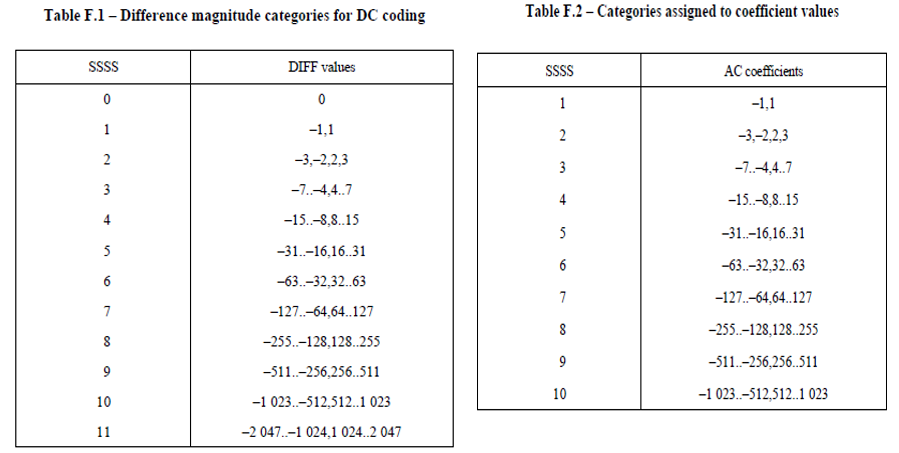 Table F.1 – Difference magnitude categories for DC coding
SSSS DIFF values
0 0
1 –1,1
2 –3,–2,2,3
3 –7..–4,4..7
4 –15..–8,8..15
5 –31..–16,16..31
6 –63..–32,32..63
7 –127..–64,64..127
8 –255..–128,128..255
9 –511..–256,256..511
10 –1 023..–512,512..1 023
11 –2 047..–1 024,1 024..2 047
Table F.2 – Categories assigned to coefficient values
SSSS AC coefficients
1 –1,1
2 –3,–2,2,3
3 –7..–4,4..7
4 –15..–8,8..15
5 –31..–16,16..31
6 –63..–32,32..63
7 –127..–64,64..127
8 –255..–128,128..255
9 –511..–256,256..511
10 –1 023..–512,512..1 023